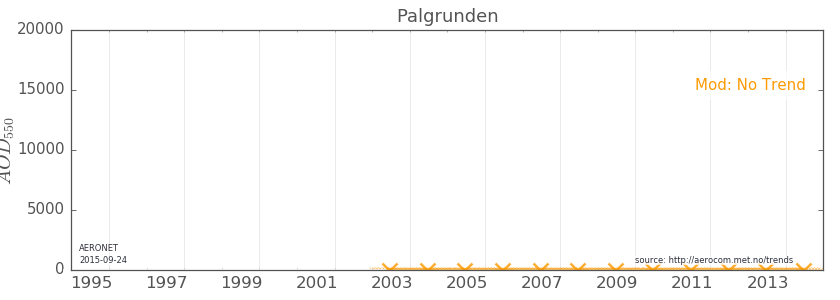 Palgrunden
20000
15000
10000
5000
0
AOD550
Mod: No Trend
AERONET
2015-09-24
source: http://aerocom.met.no/trends
1995 1997 1999 2001 2003 2005 2007 2009 2011 2013